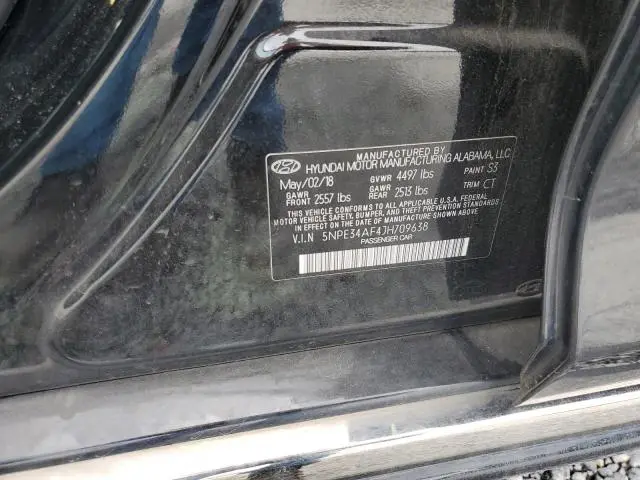 MANUFACTURED BY
HYUNDAI MOTOR MANUFACTURING ALABAMA, LLC
May/02/18 GVWR 4497 lbs PAINT S3
GAWR FRONT 2557 lbs GAWR REAR 2513 lbs TRIM CT
THIS VEHICLE CONFORMS TO ALL APPLICABLE U.S.A. FEDERAL
MOTOR VEHICLE SAFETY, BUMPER, AND THEFT PREVENTION STANDARDS
IN EFFECT ON THE DATE OF MANUFACTURE SHOWN ABOVE.
V.I.N 5NPE34AF4JH709638
PASSENGER CAR